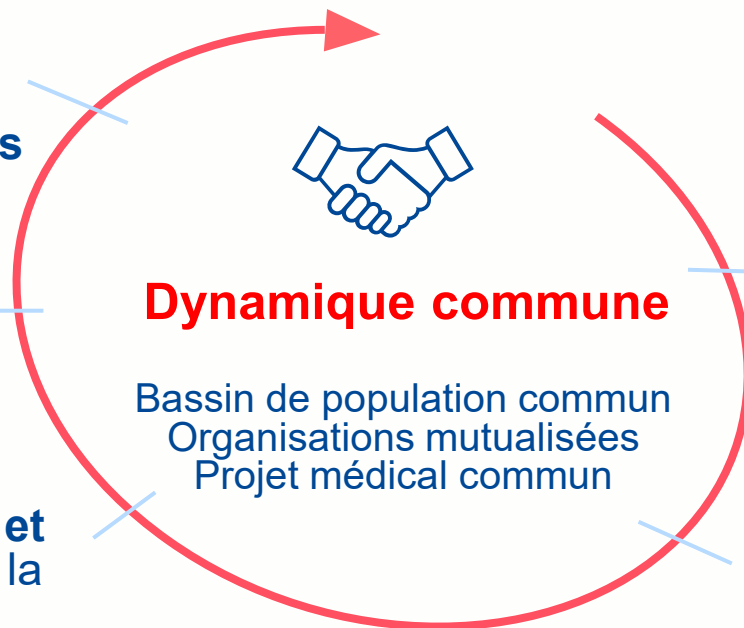 s
Dynamique commune
Bassin de population commun
Organisations mutualisées
Projet médical commun
et
la